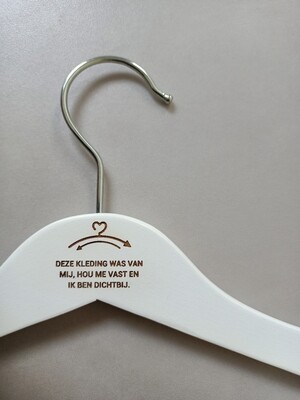 DEZE KLEDING WAS VAN
MIJ, HOU ME VAST EN
IK BEN DICHTBIJ.